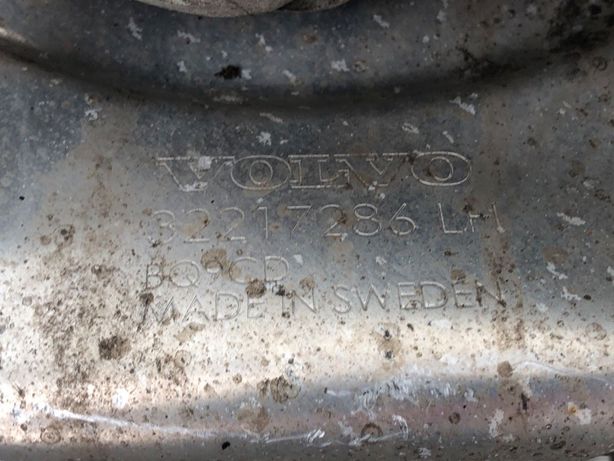 VOLVO
32217286 LH
BQ9CD
MADE IN SWEDEN